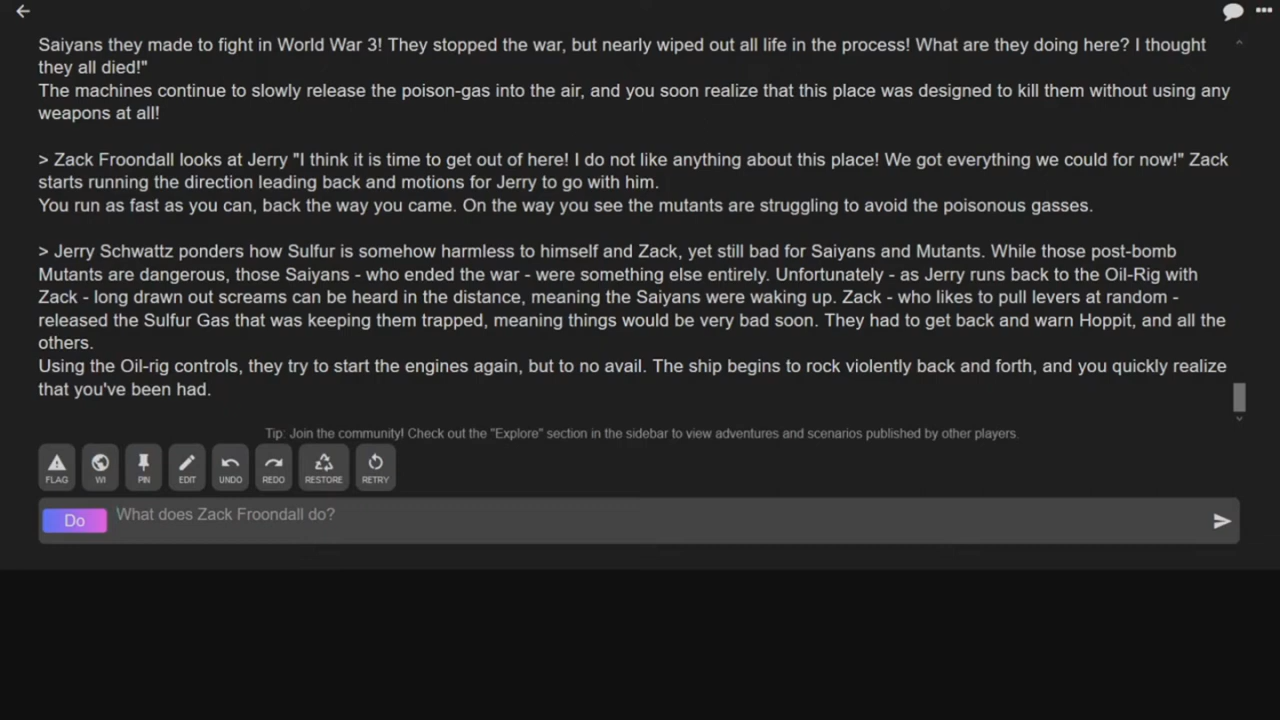 Saiyans they made to fight in World War 3! They stopped the war, but nearly wiped out all life in the process! What are they doing here? I thought
they all died!"
The machines continue to slowly release the poison-gas into the air, and you soon realize that this place was designed to kill them without using any
weapons at all!
> Zack Froondall looks at Jerry "I think it is time to get out of here! I do not like anything about this place! We got everything we could for now!" Zack
starts running the direction leading back and motions for Jerry to go with him.
You run as fast as you can, back the way you came. On the way you see the mutants are struggling to avoid the poisonous gasses.
> Jerry Schwattz ponders how Sulfur is somehow harmless to himself and Zack, yet still bad for Saiyans and Mutants. While those post-bomb
Mutants are dangerous, those Saiyans - who ended the war - were something else entirely. Unfortunately - as Jerry runs back to the Oil-Rig with
Zack - long drawn out screams can be heard in the distance, meaning the Saiyans were waking up. Zack - who likes to pull levers at random -
released the Sulfur Gas that was keeping them trapped, meaning things would be very bad soon. They had to get back and warn Hoppit, and all the
others.
Using the Oil-rig controls, they try to start the engines again, but to no avail. The ship begins to rock violently back and forth, and you quickly realize
that you've been had.
Tip: Join the community! Check out the "Explore" section in the sidebar to view adventures and scenarios published by other players.
FLAG WI PIN EDIT UNDO REDO RESTORE RETRY
Do What does Zack Froondall do?